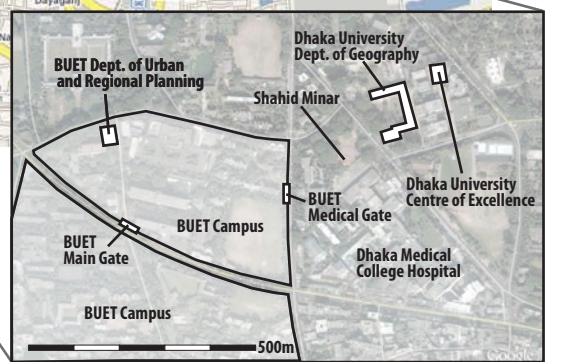 Dayaganj
Dhaka University
Dept. of Geography
BUET Dept. of Urban
and Regional Planning
Shahid Minar
Dhaka University
Centre of Excellence
BUET
Medical Gate
BUET Campus
BUET
Main Gate
Dhaka Medical
College Hospital
BUET Campus
500m